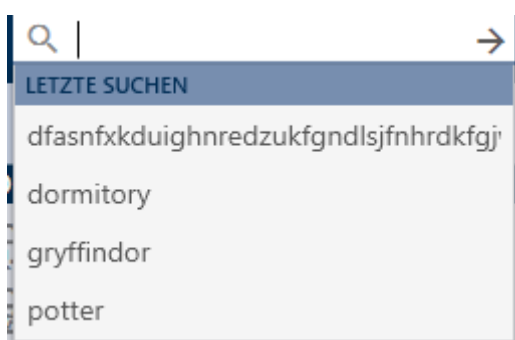 LETZTE SUCHEN
dfasnfxkduighnredzukfgndlsjfnhrdkfgj
dormitory
gryffindor
potter